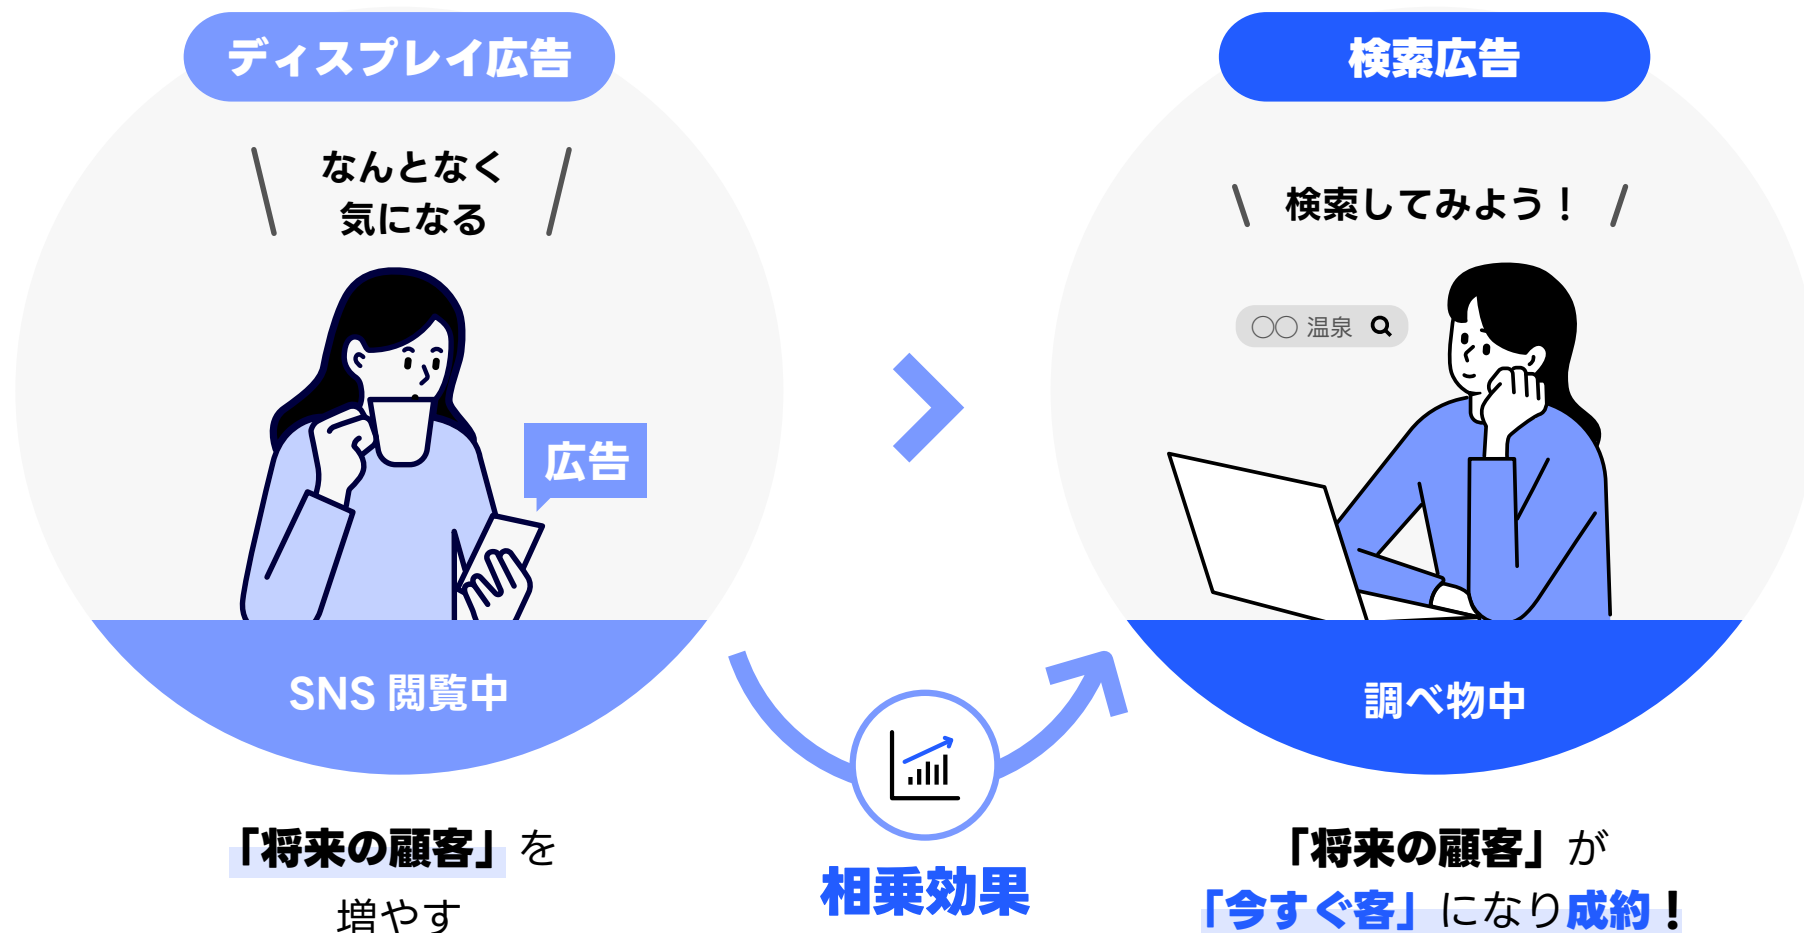 ディスプレイ広告
なんとなく
気になる
広告
SNS 閲覧中
「将来の顧客」を
増やす
相乗効果
検索広告
検索してみよう！
〇〇 温泉
調べ物中
「将来の顧客」が
「今すぐ客」になり成約！